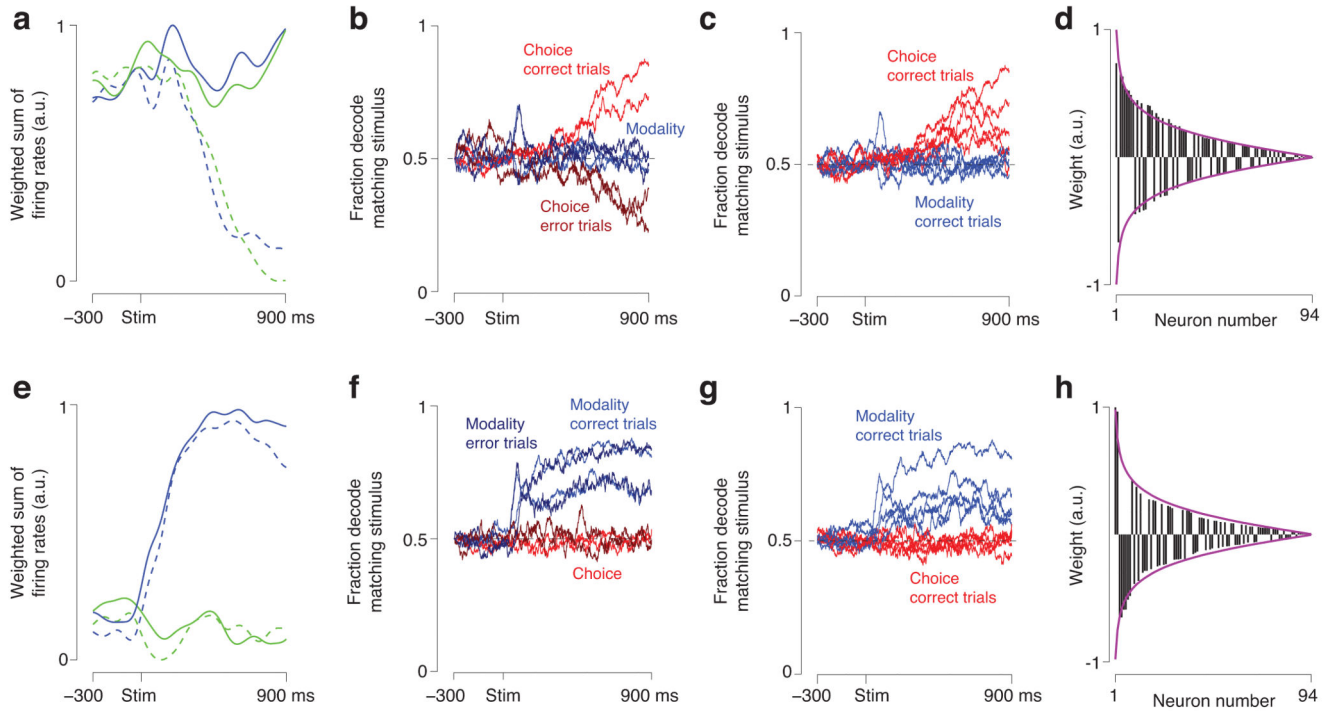 a
Weighted sum of
firing rates (a.u.)
1
0
–300
Stim
900 ms
b
Fraction decode
matching stimulus
1
0.5
0
Choice
correct trials
Modality
Choice
error trials
–300
Stim
900 ms
c
Fraction decode
matching stimulus
1
0.5
0
Choice
correct trials
Modality
correct trials
–300
Stim
900 ms
d
Weight (a.u.)
1
-1
1
Neuron number
94
e
Weighted sum of
firing rates (a.u.)
1
0
–300
Stim
900 ms
f
Fraction decode
matching stimulus
1
0.5
0
Modality
error trials
Modality
correct trials
Choice
–300
Stim
900 ms
g
Fraction decode
matching stimulus
1
0.5
0
Modality
correct trials
Choice
correct trials
–300
Stim
900 ms
h
Weight (a.u.)
1
-1
1
Neuron number
94